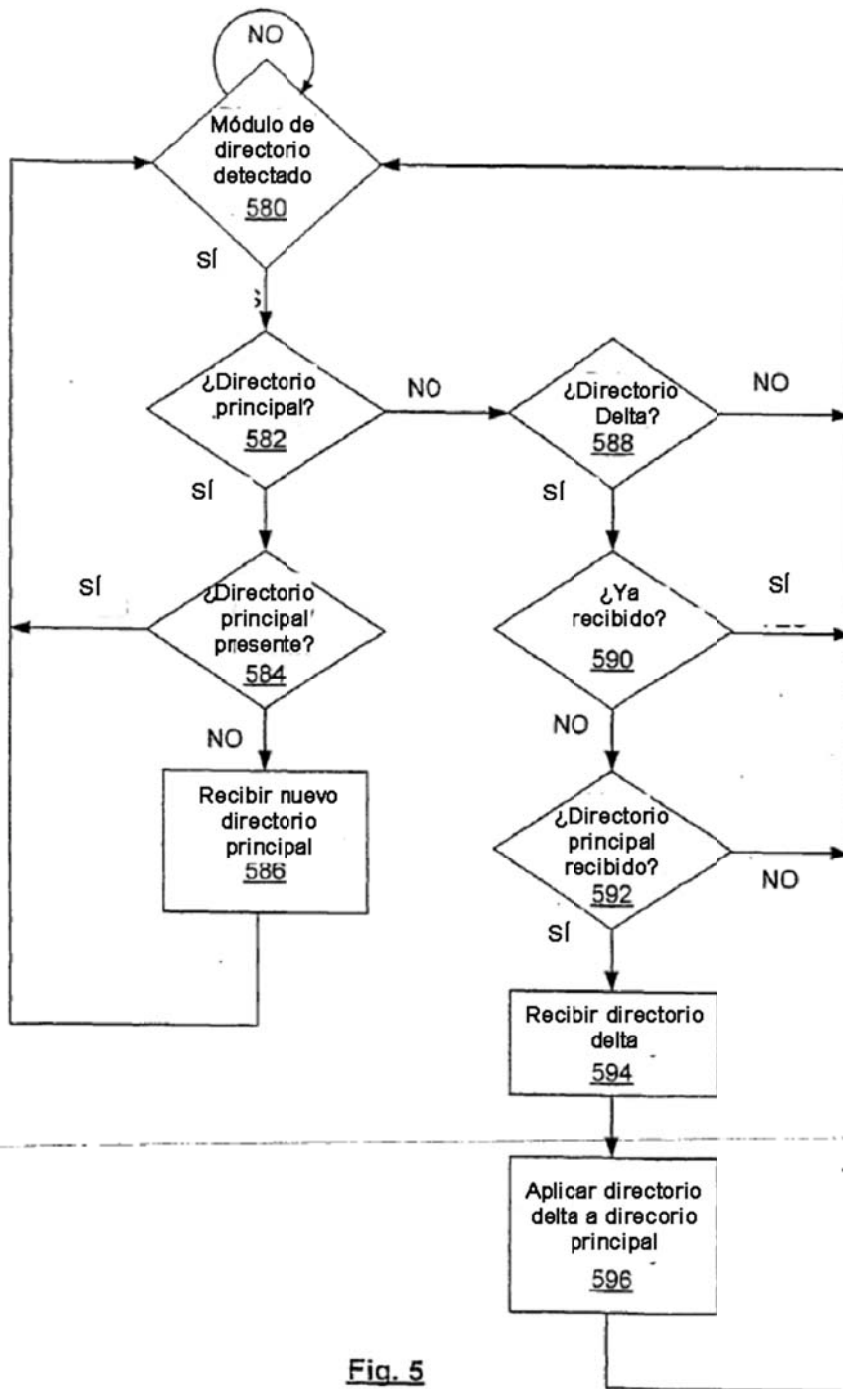 NO
Módulo de
directorio
detectado
580
SÍ
¿Directorio
principal?
582
NO
SÍ
¿Directorio
Delta?
588
NO
SÍ
¿Directorio
principal
presente?
584
SÍ
NO
¿Ya
recibido?
590
SÍ
NO
Recibir nuevo
directorio
principal
586
¿Directorio
principal
recibido?
592
NO
SÍ
Recibir directorio
delta
594
Aplicar directorio
delta a direcorio
principal
596
Fig. 5